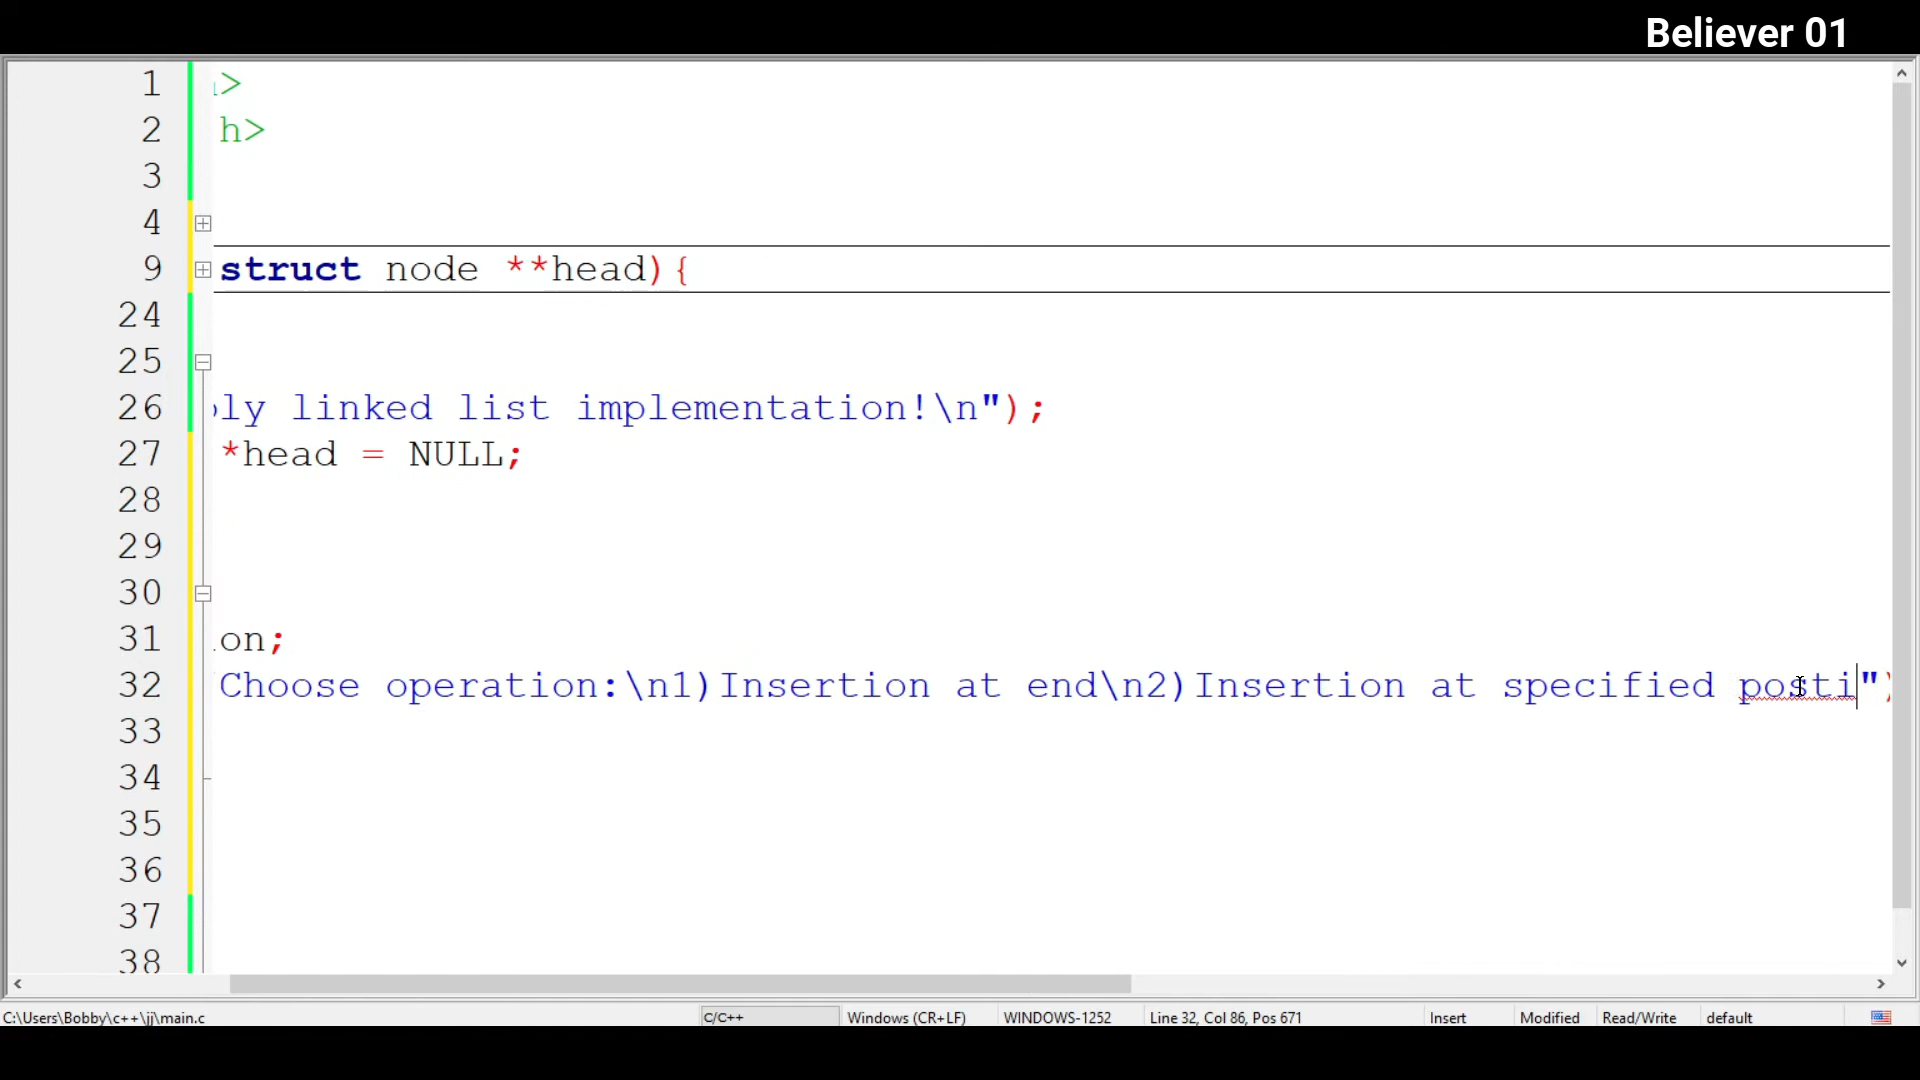 Believer 01
1 >
2 h>
3
4
9 struct node **head){
24
25
26 ly linked list implementation!\n");
27 *head = NULL;
28
29
30
31 on;
32 Choose operation:\n1)Insertion at end\n2)Insertion at specified posti")
33
34
35
36
37
38
C:\Users\Bobby\c++\jj\main.c C/C++ Windows (CR+LF) WINDOWS-1252 Line 32, Col 86, Pos 671 Insert Modified Read/Write default